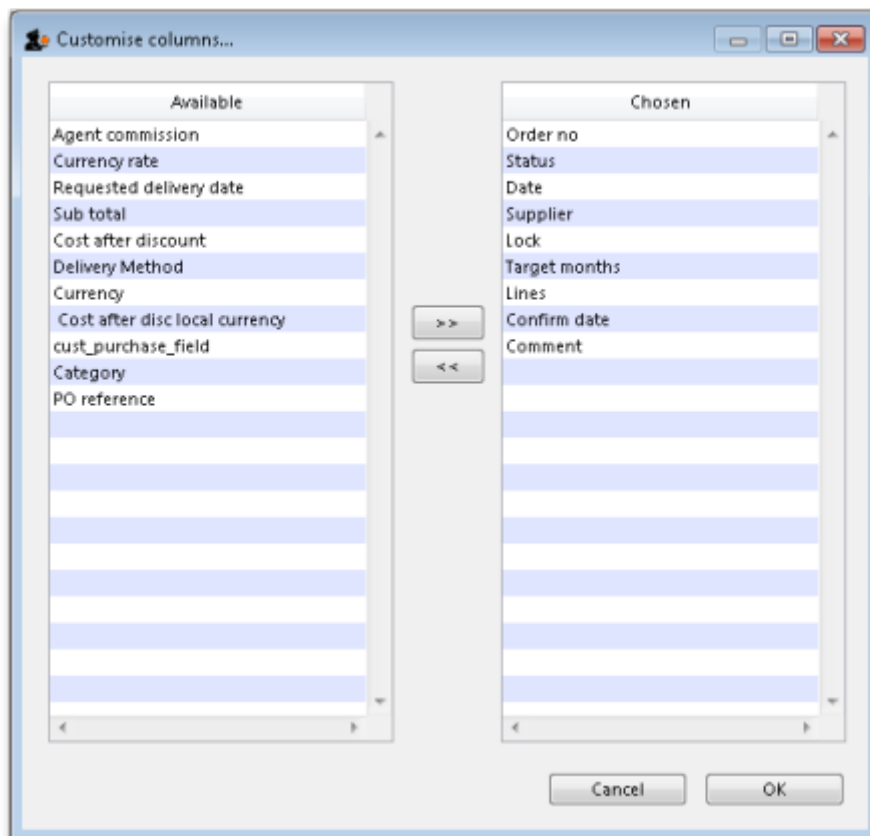 Customise columns...
Available
Agent commission
Currency rate
Requested delivery date
Sub total
Cost after discount
Delivery Method
Currency
Cost after disc local currency
cust_purchase_field
Category
PO reference
>>
<<
Chosen
Order no
Status
Date
Supplier
Lock
Target months
Lines
Confirm date
Comment
Cancel
OK